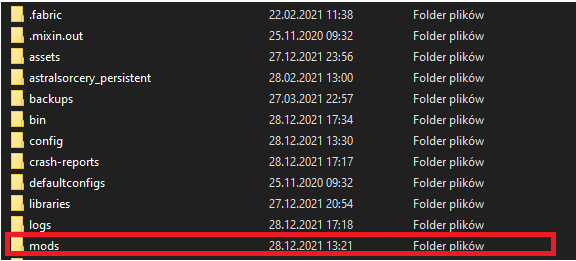 .fabric 22.02.2021 11:38 Folder plików
.mixin.out 25.11.2020 09:32 Folder plików
assets 27.12.2021 23:56 Folder plików
astralsorcery_persistent 28.02.2021 13:00 Folder plików
backups 27.03.2021 22:57 Folder plików
bin 28.12.2021 17:34 Folder plików
config 28.12.2021 13:30 Folder plików
crash-reports 28.12.2021 17:17 Folder plików
defaultconfigs 25.11.2020 09:32 Folder plików
libraries 27.12.2021 20:54 Folder plików
logs 28.12.2021 17:18 Folder plików
mods 28.12.2021 13:21 Folder plików